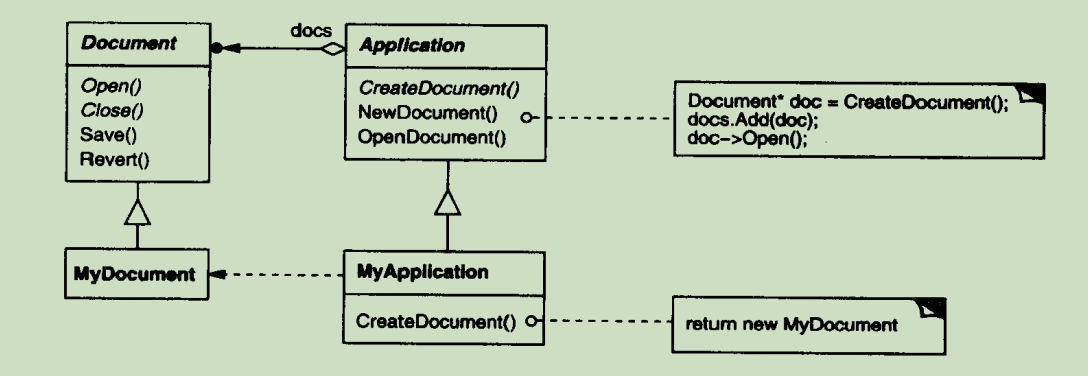 docs
Document
Open()
Close()
Save()
Revert()
Application
CreateDocument()
NewDocument()
OpenDocument()
Document* doc = CreateDocument();
docs.Add(doc);
doc->Open();
MyDocument
MyApplication
CreateDocument()
return new MyDocument